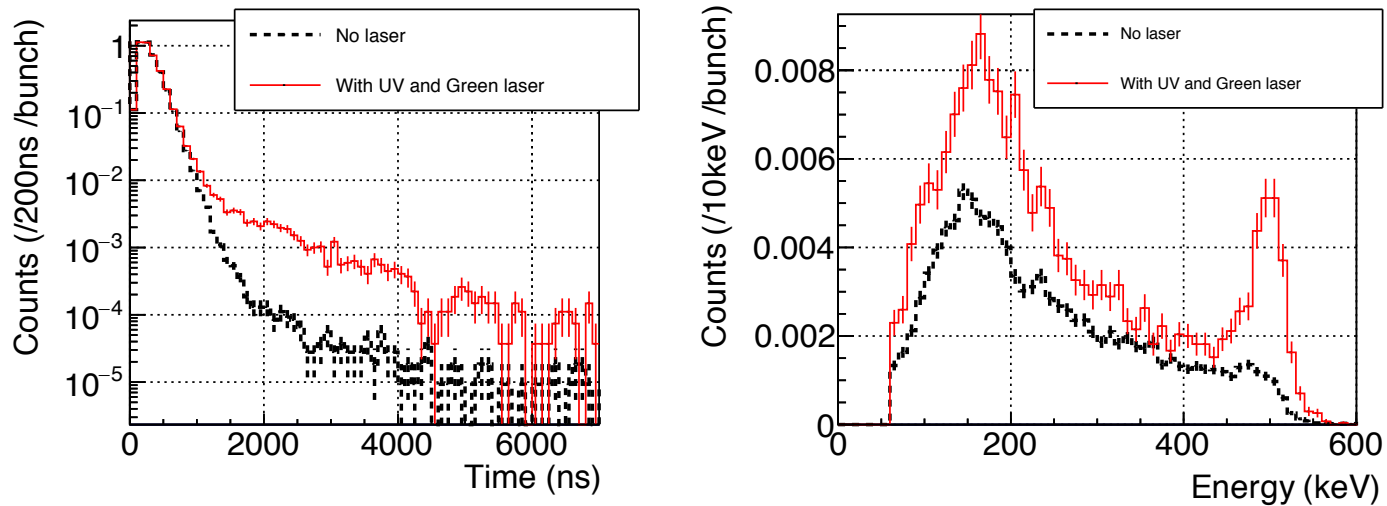 No laser
With UV and Green laser
Counts (/200ns /bunch)
1
10⁻¹
10⁻²
10⁻³
10⁻⁴
10⁻⁵
0 2000 4000 6000
Time (ns)
No laser
With UV and Green laser
Counts (/10keV /bunch)
0.008
0.006
0.004
0.002
0
0 200 400 600
Energy (keV)